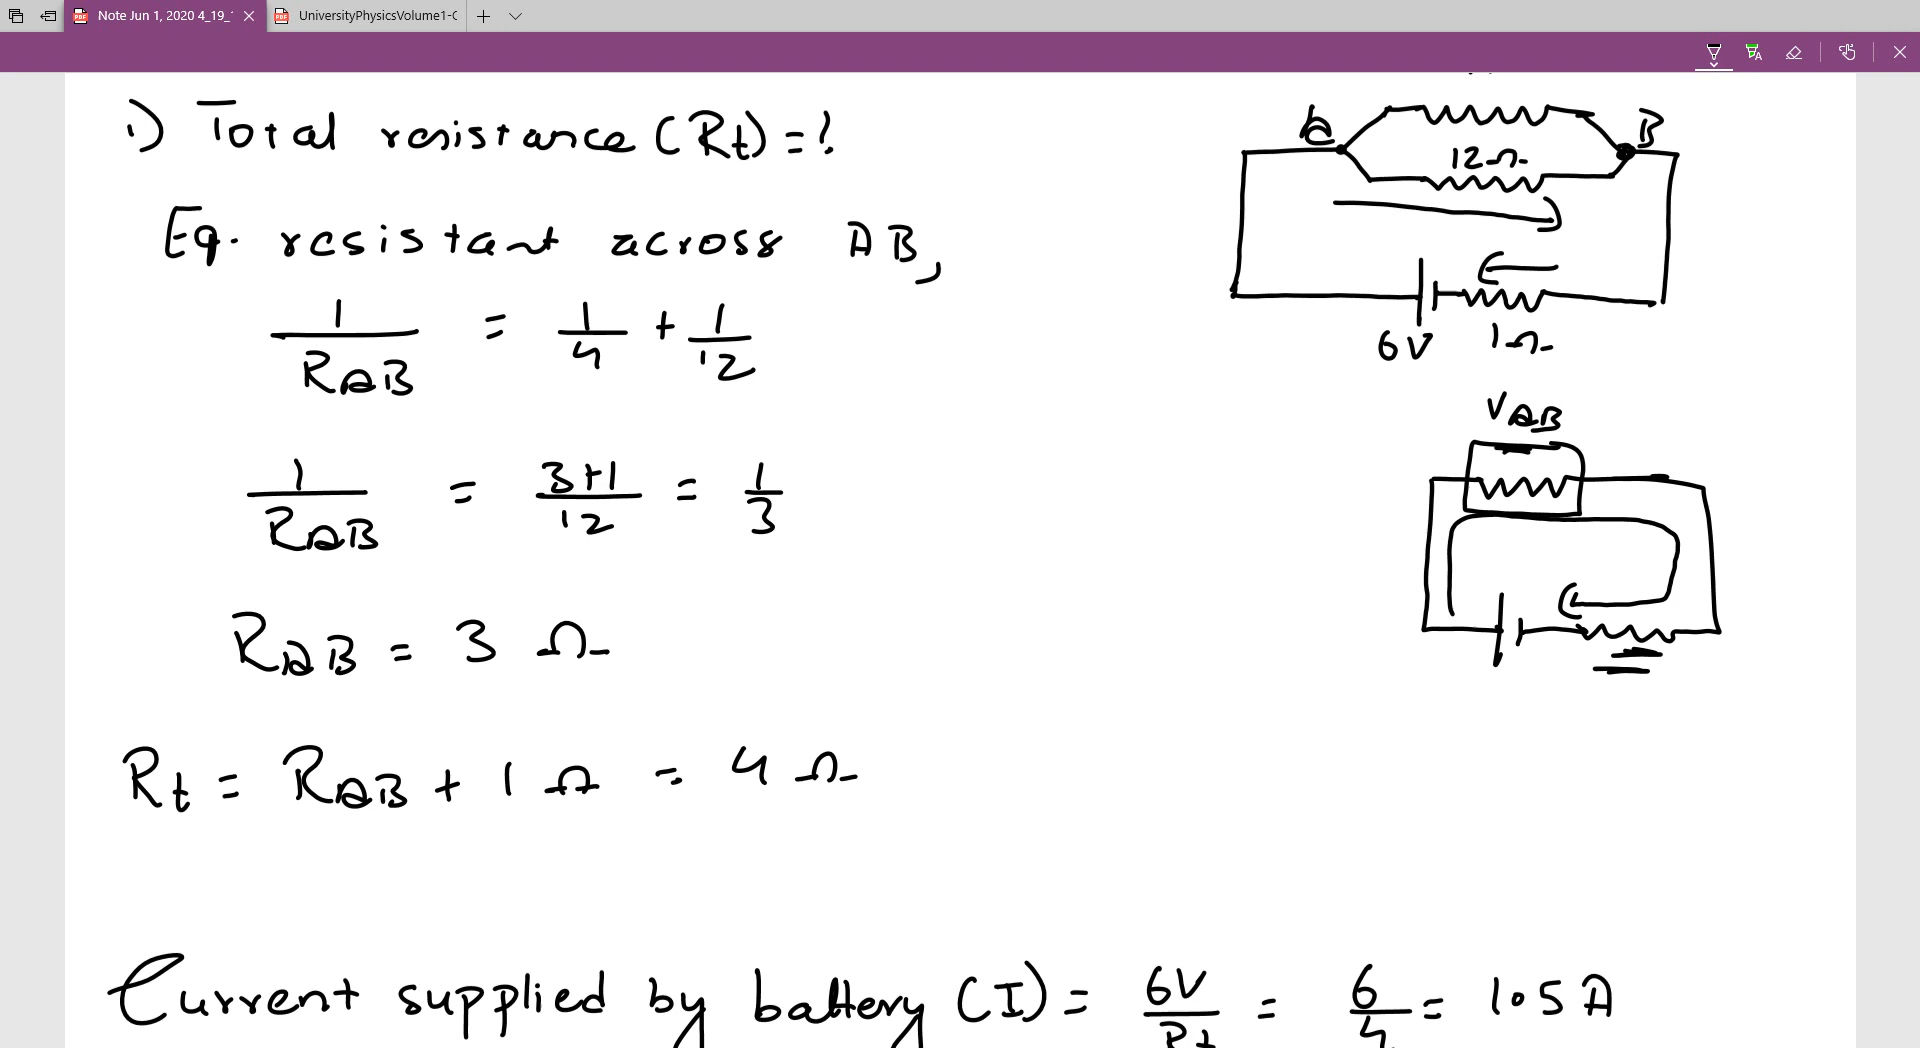 Note Jun 1, 2020 4_19_
UniversityPhysicsVolume1-C
1) Total resistance (Rt) = ?
Eq. resistant across AB,
1/RAB = 1/4 + 1/12
1/RAB = 3+1/12 = 1/3
RAB = 3 Ω
Rt = RAB + 1 Ω = 4 Ω
Current supplied by battery (I) = 6V/Rt = 6/4 = 1.5 A
A
B
12Ω
6V
1Ω
VAB